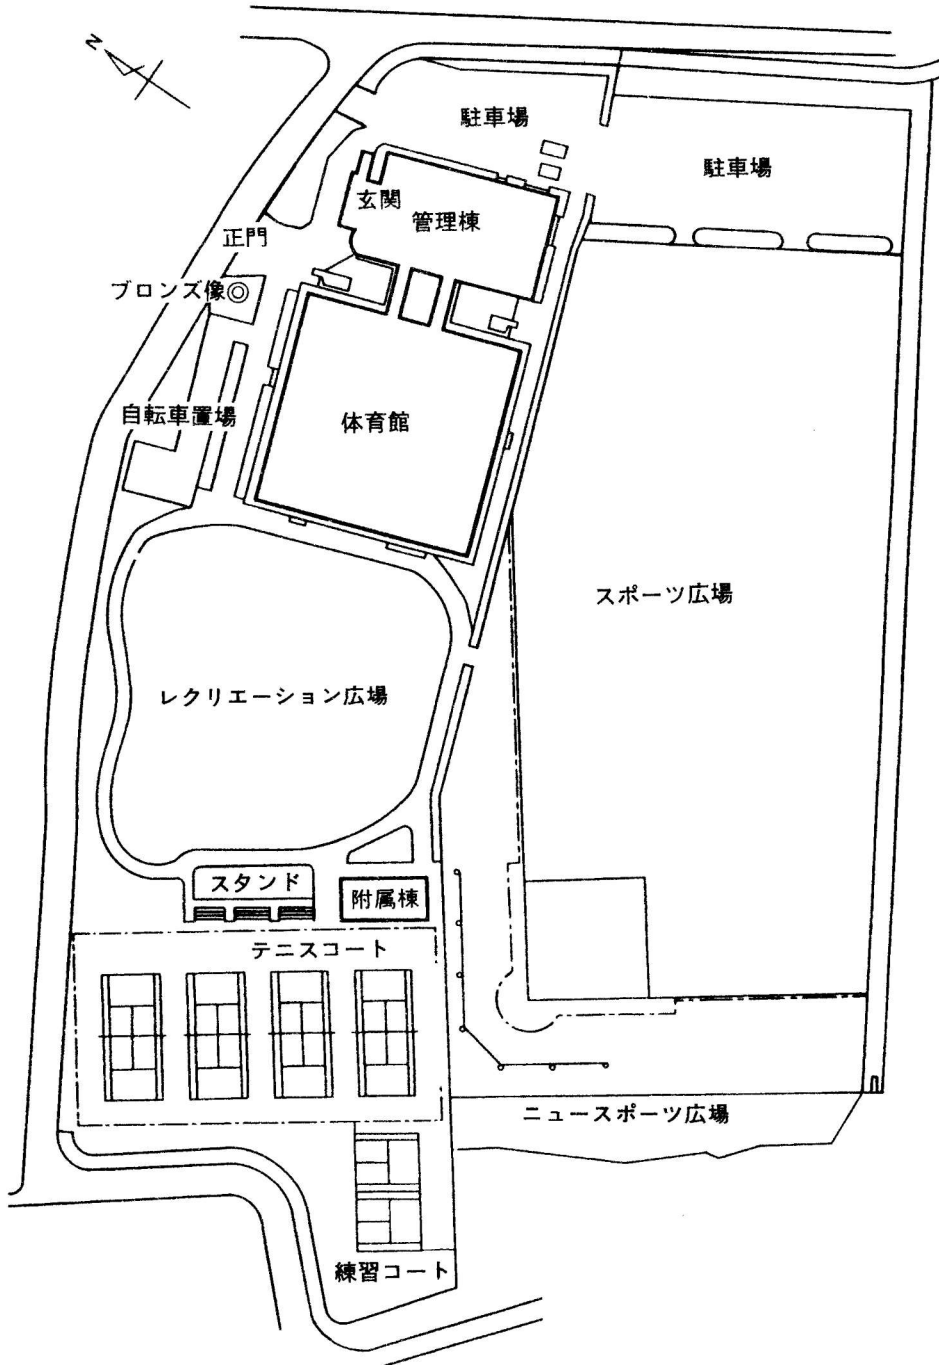 N
駐車場
駐車場
玄関
管理棟
正門
ブロンズ像
自転車置場
体育館
スポーツ広場
レクリエーション広場
スタンド
附属棟
テニスコート
ニュースポーツ広場
練習コート